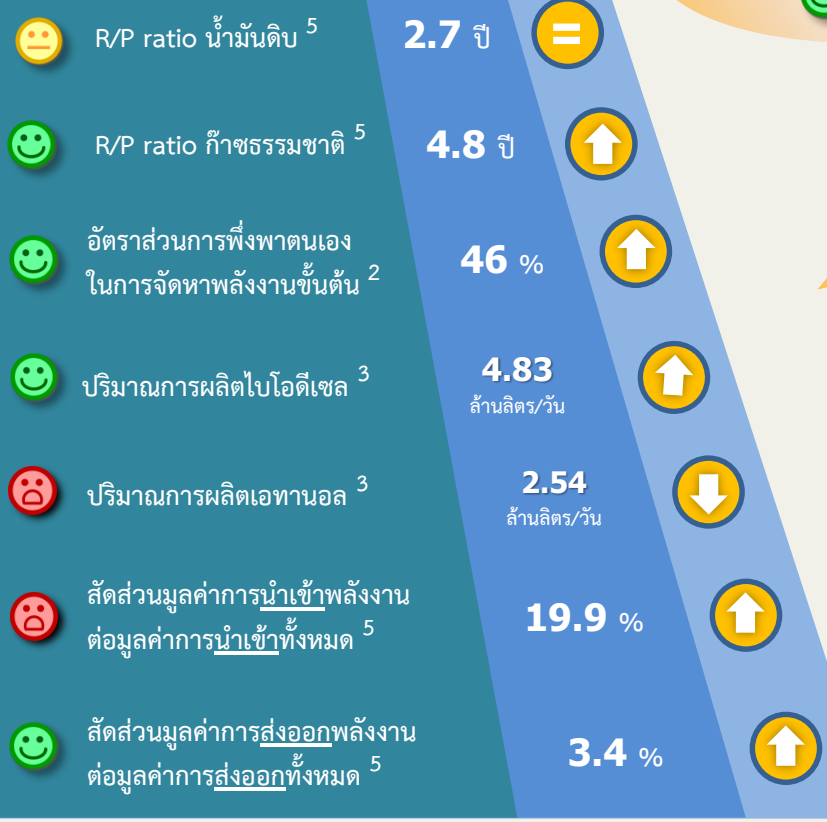 R/P ratio น้ำมันดิบ 5 2.7 ปี =
R/P ratio ก๊าซธรรมชาติ 5 4.8 ปี
อัตราส่วนการพึ่งพาตนเอง
ในการจัดหาพลังงานขั้นต้น 2 46 %
ปริมาณการผลิตไบโอดีเซล 3 4.83
ล้านลิตร/วัน
ปริมาณการผลิตเอทานอล 3 2.54
ล้านลิตร/วัน
สัดส่วนมูลค่าการนำเข้าพลังงาน
ต่อมูลค่าการนำเข้าทั้งหมด 5 19.9 %
สัดส่วนมูลค่าการส่งออกพลังงาน
ต่อมูลค่าการส่งออกทั้งหมด 5 3.4 %